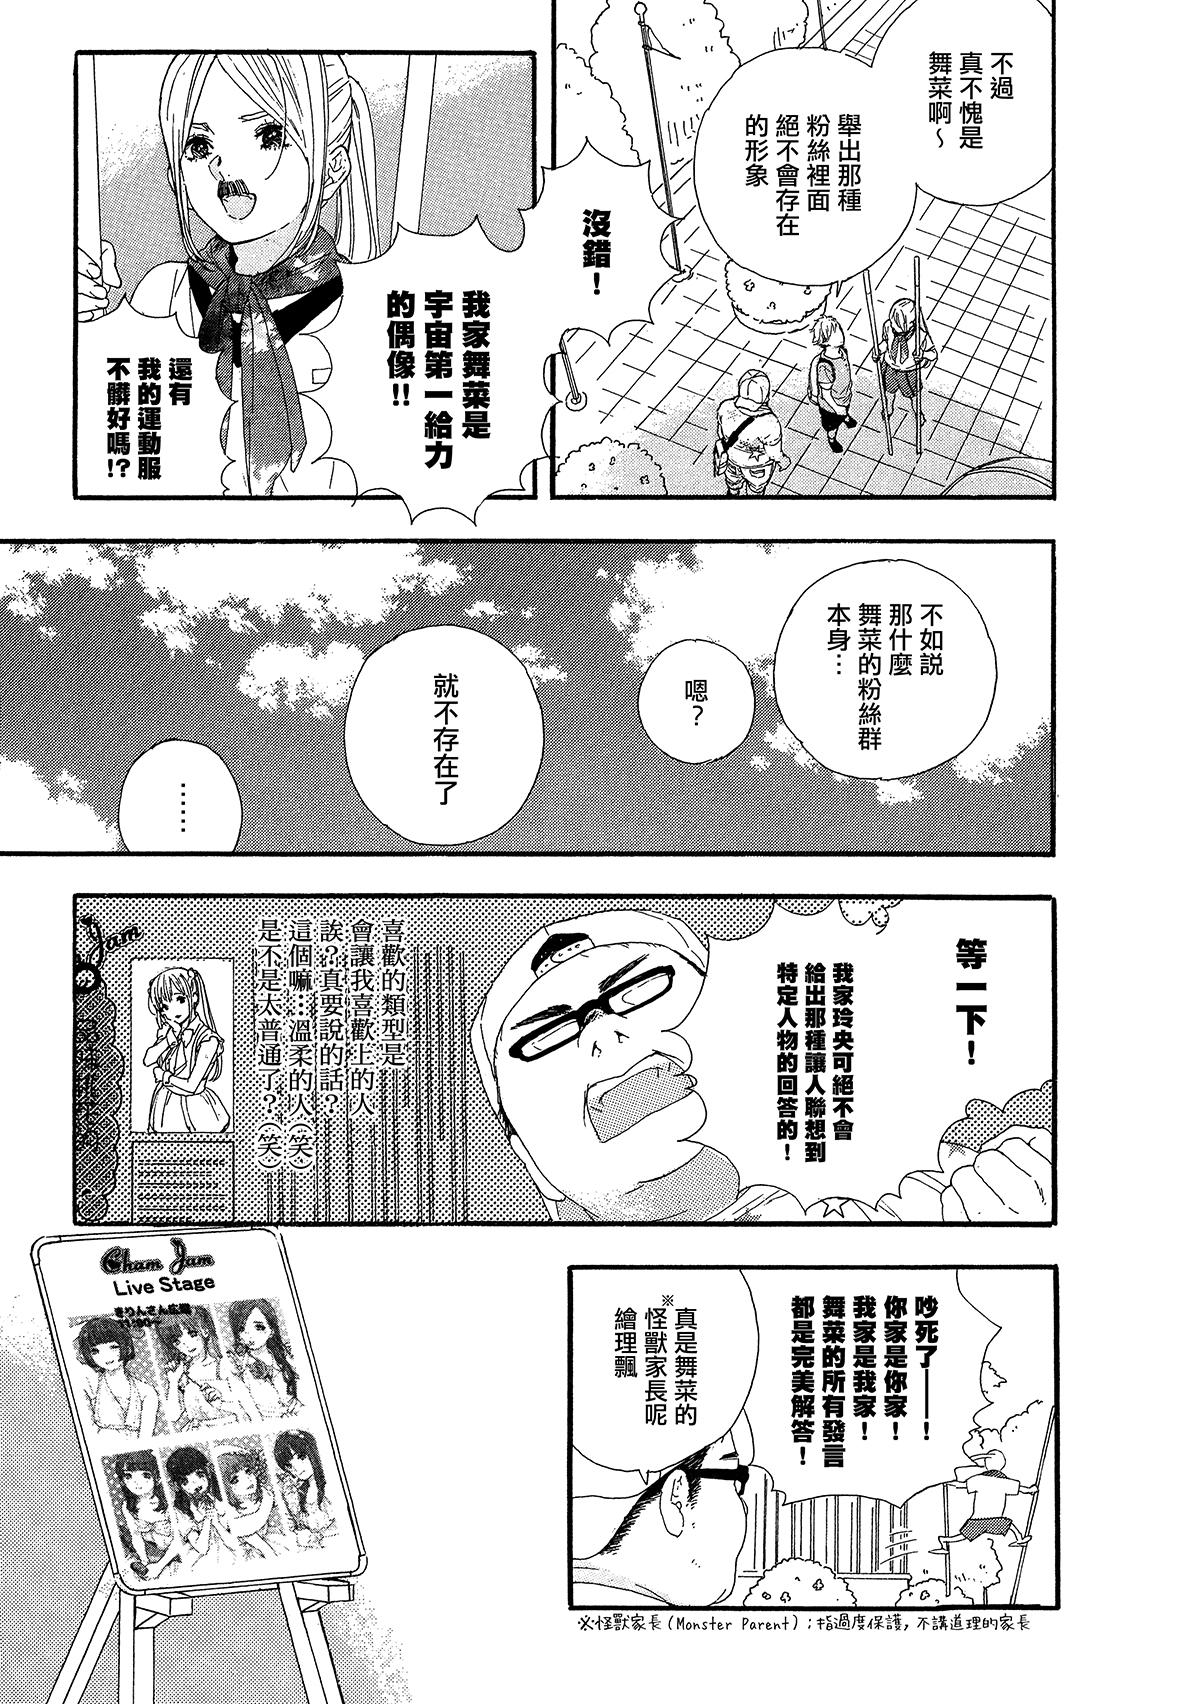 不過
真不愧是
舞菜啊～
舉出那種
粉絲裡面
絕不會存在
的形象
沒錯！
我家舞菜是
宇宙第一給力
的偶像！！
還有
我的運動服
不髒好嗎！？
不如説
那什麼
舞菜的粉絲群
本身…
嗯？
就不存在了
……
等一下！
我家玲央可絕不會
給出那種讓人聯想到
特定人物的回答的！
喜歡的類型是
會讓我喜歡上的人
誒？真要說的話？
這個嘛…溫柔的人（笑）
是不是太普通了？（笑）
Jam
吵死了——！
你家是你家！
我家是我家！
舞菜的所有發言
都是完美解答！
真是舞菜的
※怪獸家長呢
繪理飄
※怪獸家長（Monster Parent）；指過度保護，不講道理的家長
Cham Jam
Live Stage
きりんさん広場